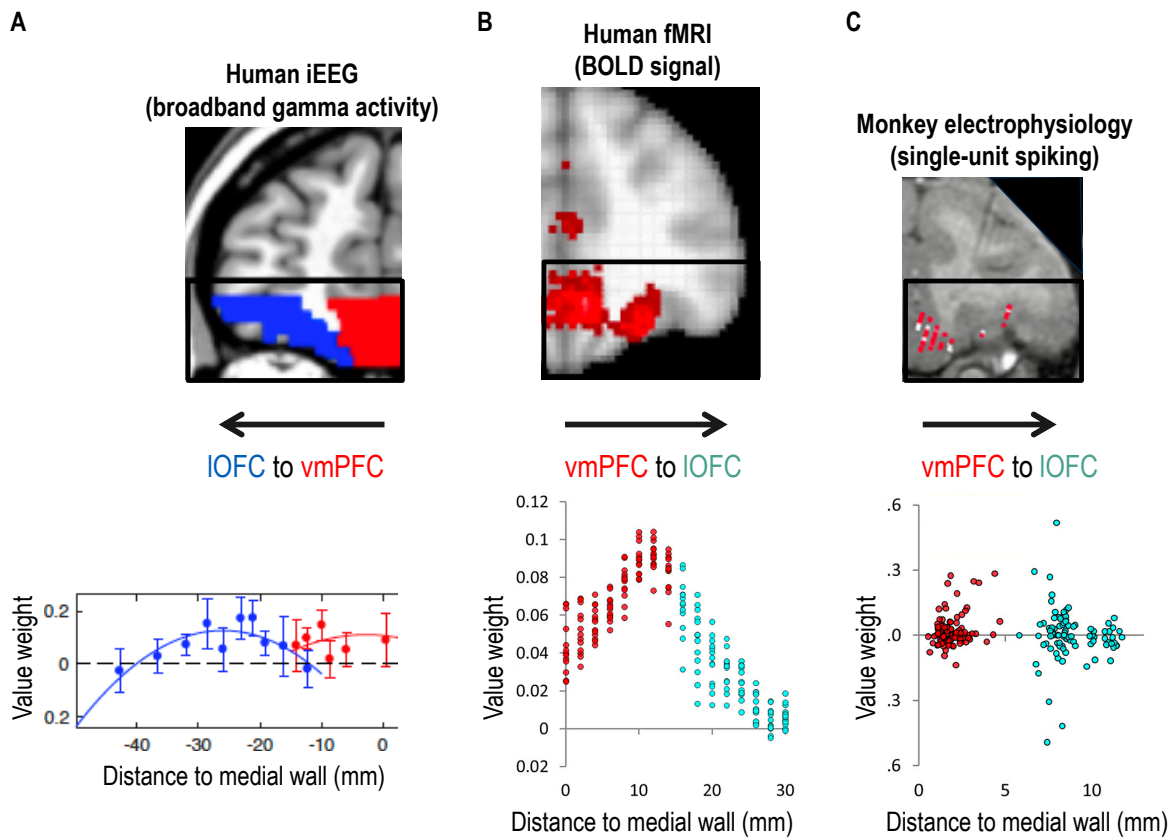 A
B
C
Human iEEG
(broadband gamma activity)
Human fMRI
(BOLD signal)
Monkey electrophysiology
(single-unit spiking)
lOFC to vmPFC
vmPFC to lOFC
vmPFC to lOFC
Value weight
0.2
0
0.2
-40
-30
-20
-10
0
Distance to medial wall (mm)
Value weight
0.12
0.1
0.08
0.06
0.04
0.02
0
0.02
0
10
20
30
Distance to medial wall (mm)
Value weight
.6
.3
.0
.3
.6
0
5
10
Distance to medial wall (mm)